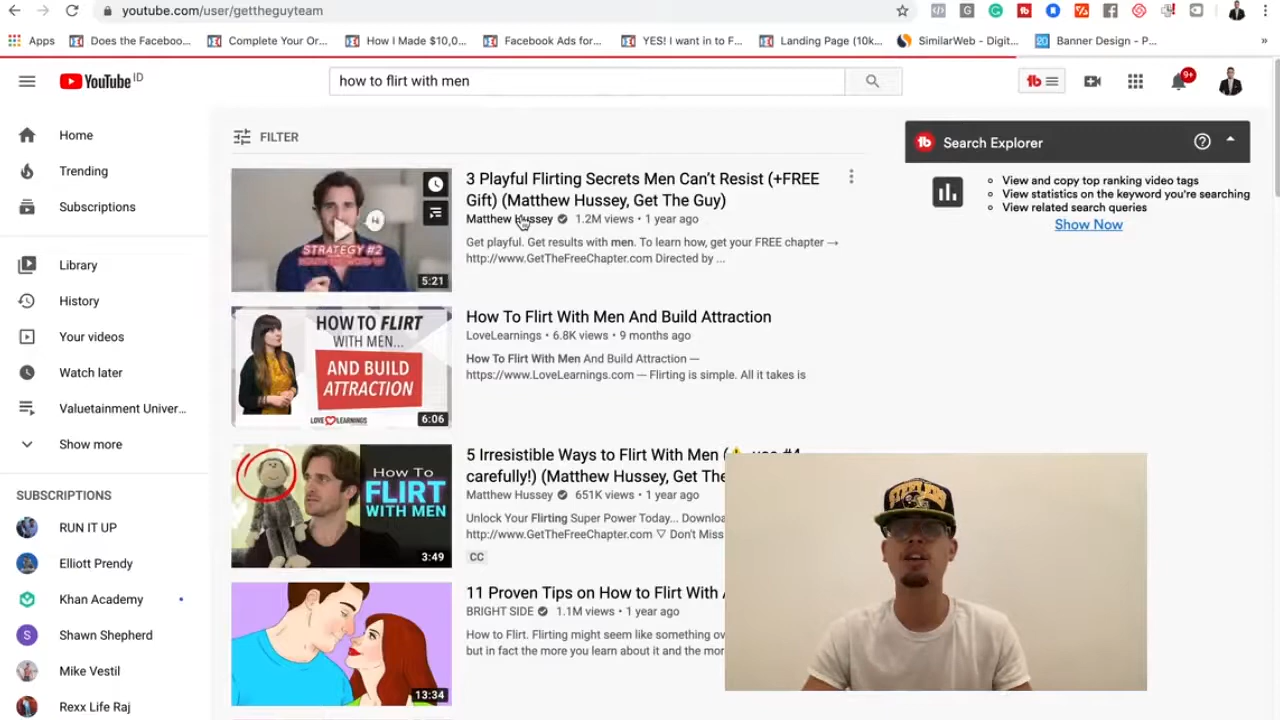 youtube.com/user/gettheguyteam
Apps
Does the Faceboo...
Complete Your Or...
How I Made $10,0...
Facebook Ads for...
YES! I want in to F...
Landing Page (10k...
SimilarWeb - Digit...
20
Banner Design - P...
»
YouTube ID
how to flirt with men
tb
9+
Home
Trending
Subscriptions
Library
History
Your videos
Watch later
Valuetainment Univer...
Show more
SUBSCRIPTIONS
RUN IT UP
Elliott Prendy
Khan Academy
S
Shawn Shepherd
Mike Vestil
Rexx Life Raj
FILTER
STRATEGY #2
5:21
3 Playful Flirting Secrets Men Can't Resist (+FREE
Gift) (Matthew Hussey, Get The Guy)
Matthew Hussey 1.2M views • 1 year ago
Get playful. Get results with men. To learn how, get your FREE chapter →
http://www.GetTheFreeChapter.com Directed by ...
HOW TO FLIRT
WITH MEN...
AND BUILD
ATTRACTION
LOVE LEARNINGS
6:06
How To Flirt With Men And Build Attraction
LoveLearnings • 6.8K views • 9 months ago
How To Flirt With Men And Build Attraction —
https://www.LoveLearnings.com — Flirting is simple. All it takes is
How To
FLIRT
WITH MEN
3:49
5 Irresistible Ways to Flirt With Men (⚠ use #4
carefully!) (Matthew Hussey, Get The
Matthew Hussey 651K views • 1 year ago
Unlock Your Flirting Super Power Today... Downloa
http://www.GetTheFreeChapter.com ▽ Don't Miss
CC
13:34
11 Proven Tips on How to Flirt With
BRIGHT SIDE 1.1M views • 1 year ago
How to Flirt. Flirting might seem like something ov
but in fact the more you learn about it and the mor
tb Search Explorer
View and copy top ranking video tags
View statistics on the keyword you're searching
View related search queries
Show Now
STEELERS